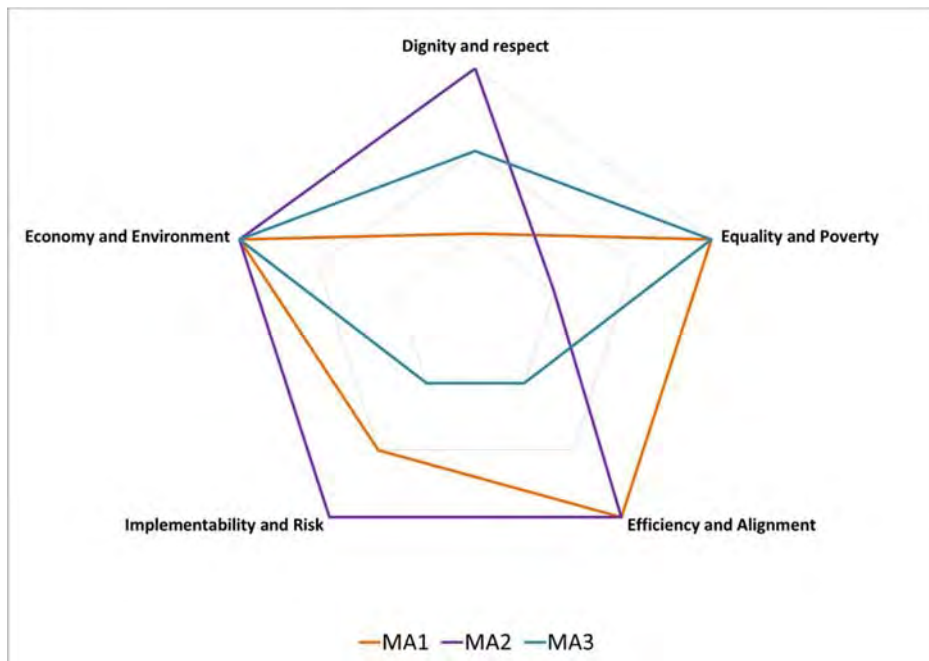 Dignity and respect
Economy and Environment
Equality and Poverty
Implementability and Risk
Efficiency and Alignment
MA1 MA2 MA3